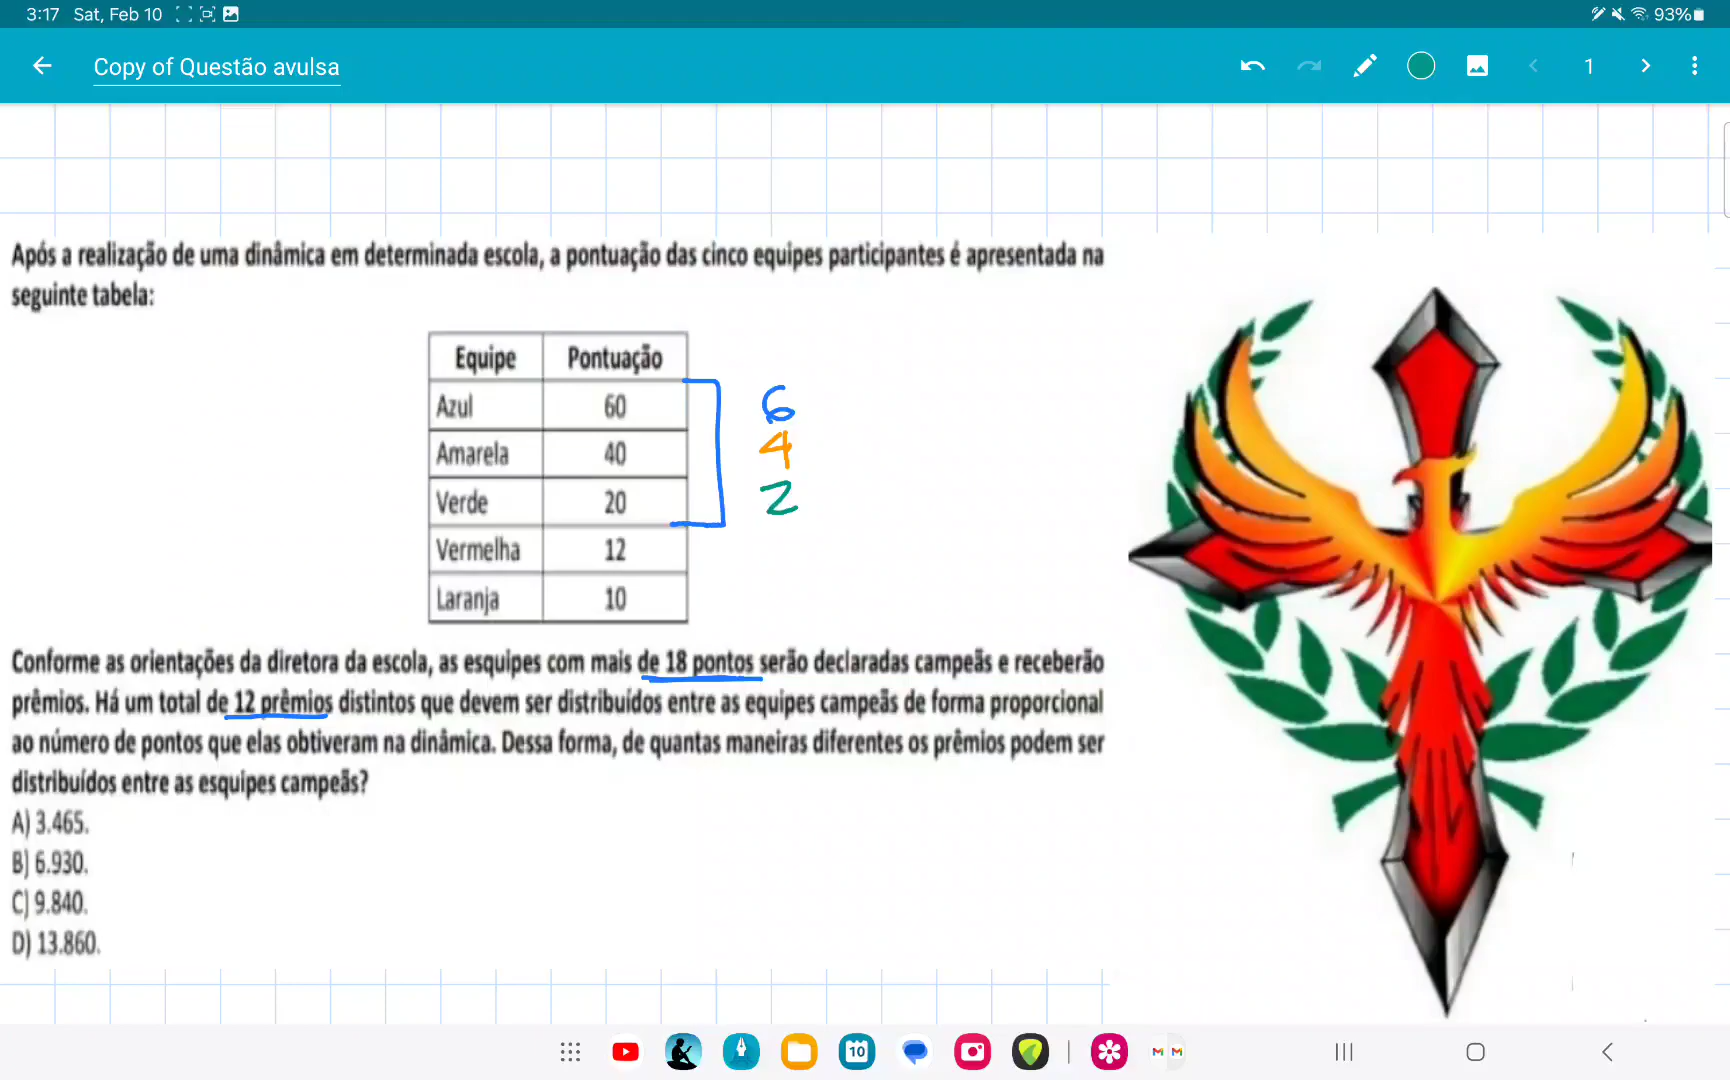 3:17 Sat, Feb 10 93%
Copy of Questão avulsa 1
Após a realização de uma dinâmica em determinada escola, a pontuação das cinco equipes participantes é apresentada na
seguinte tabela:
Equipe Pontuação
Azul 60 6
Amarela 40 4
Verde 20 2
Vermelha 12
Laranja 10
Conforme as orientações da diretora da escola, as esquipes com mais de 18 pontos serão declaradas campeãs e receberão
prêmios. Há um total de 12 prêmios distintos que devem ser distribuídos entre as equipes campeãs de forma proporcional
ao número de pontos que elas obtiveram na dinâmica. Dessa forma, de quantas maneiras diferentes os prêmios podem ser
distribuídos entre as esquipes campeãs?
A) 3.465.
B) 6.930.
C) 9.840.
D) 13.860.
10